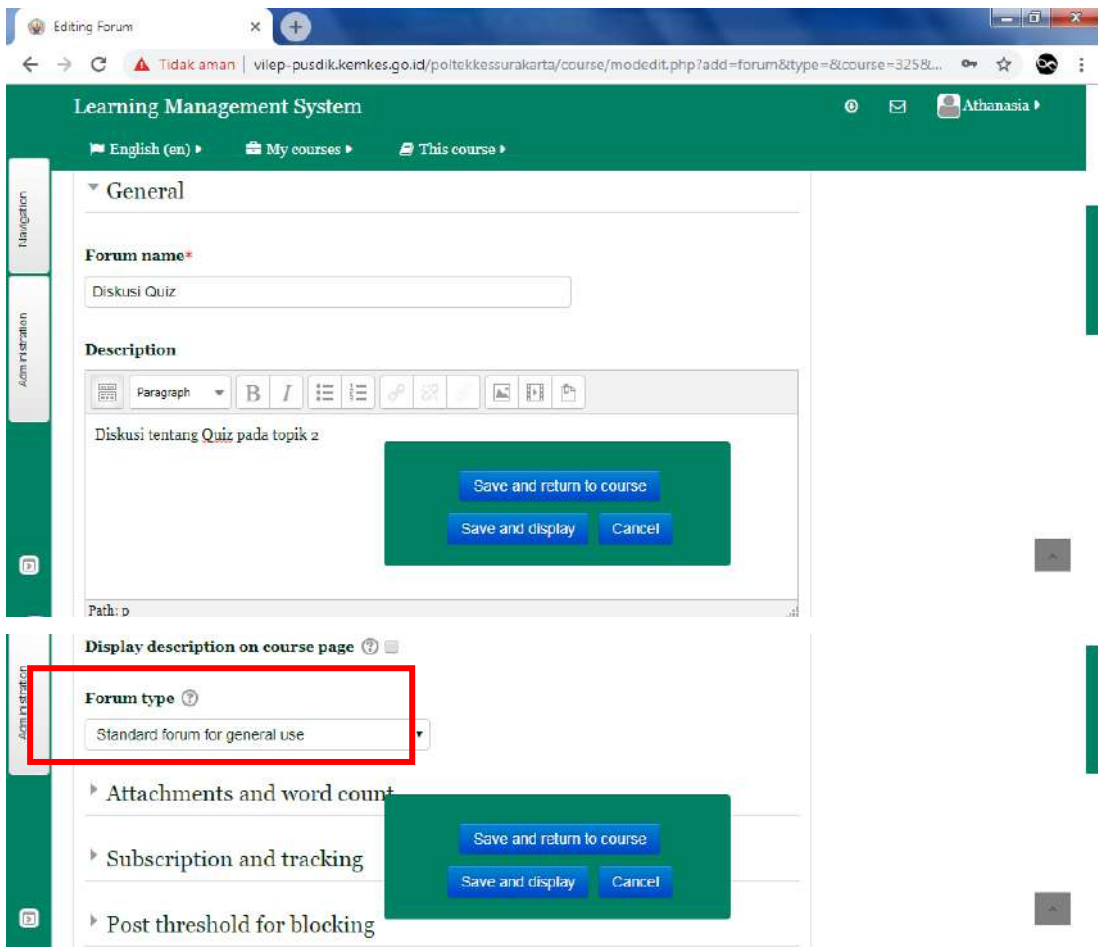 Editing Forum
Tidak aman | vilep-pusdik.kemkes.go.id/poltekkessurakarta/course/modedit.php?add=forum&type=&course=325&...
Learning Management System
Athanasia
English (en)
My courses
This course
Navigation
General
Forum name*
Diskusi Quiz
Administration
Description
Paragraph
B I
Diskusi tentang Quiz pada topik 2
Save and return to course
Save and display
Cancel
Path: p
Display description on course page
Administration
Forum type
Standard forum for general use
Attachments and word count
Save and return to course
Subscription and tracking
Save and display
Cancel
Post threshold for blocking